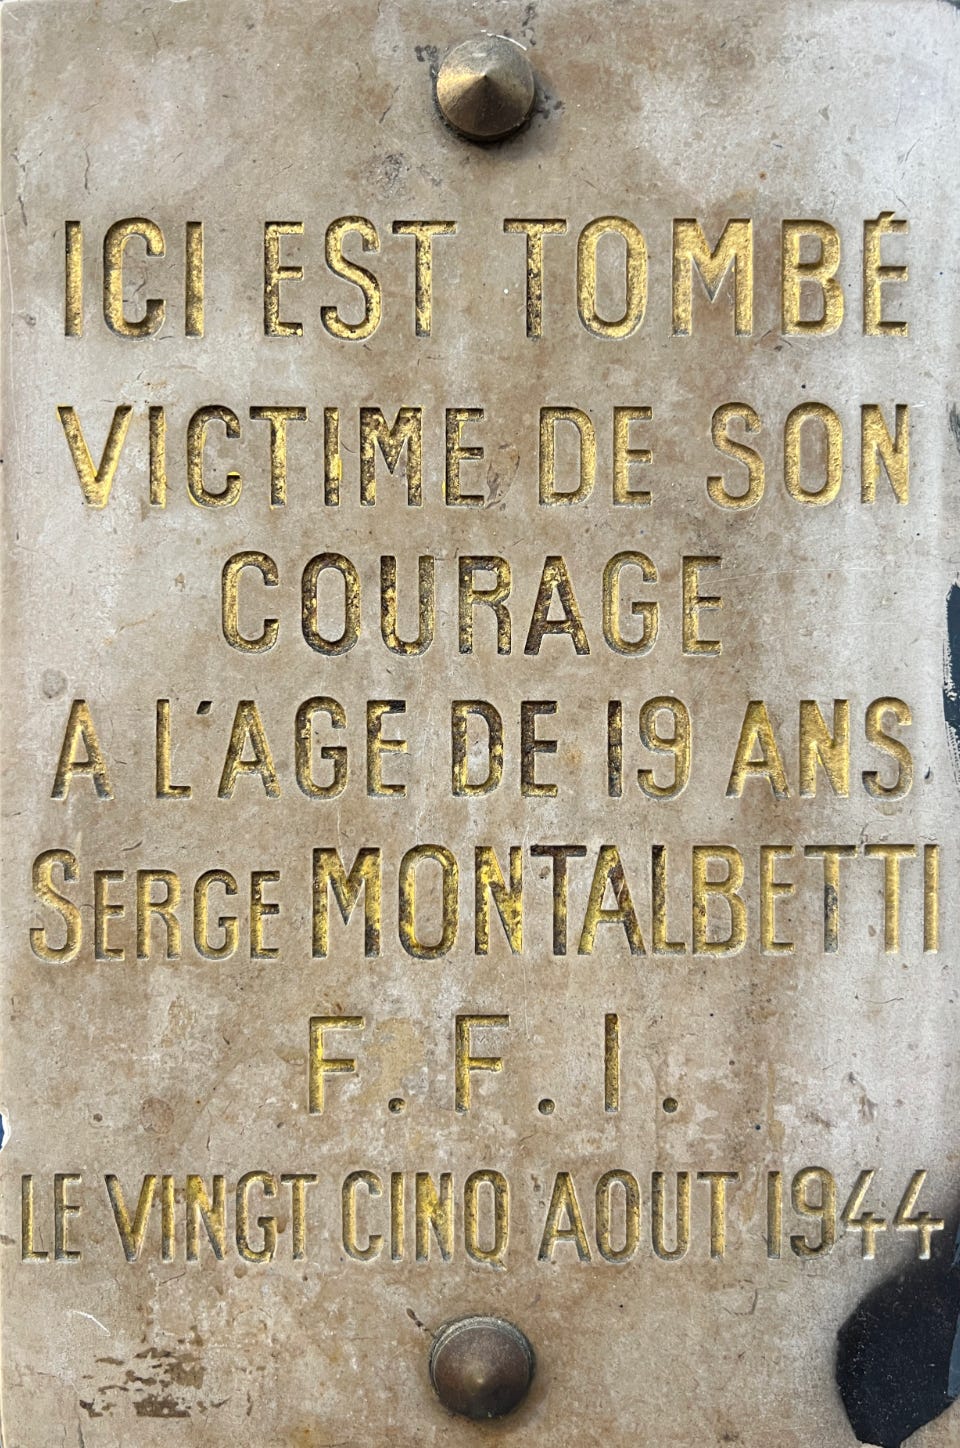 ICI EST TOMBÉ
VICTIME DE SON
COURAGE
A L'AGE DE 19 ANS
SERGE MONTALBETTI
F.F.I.
LE VINGT CINQ AOUT 1944